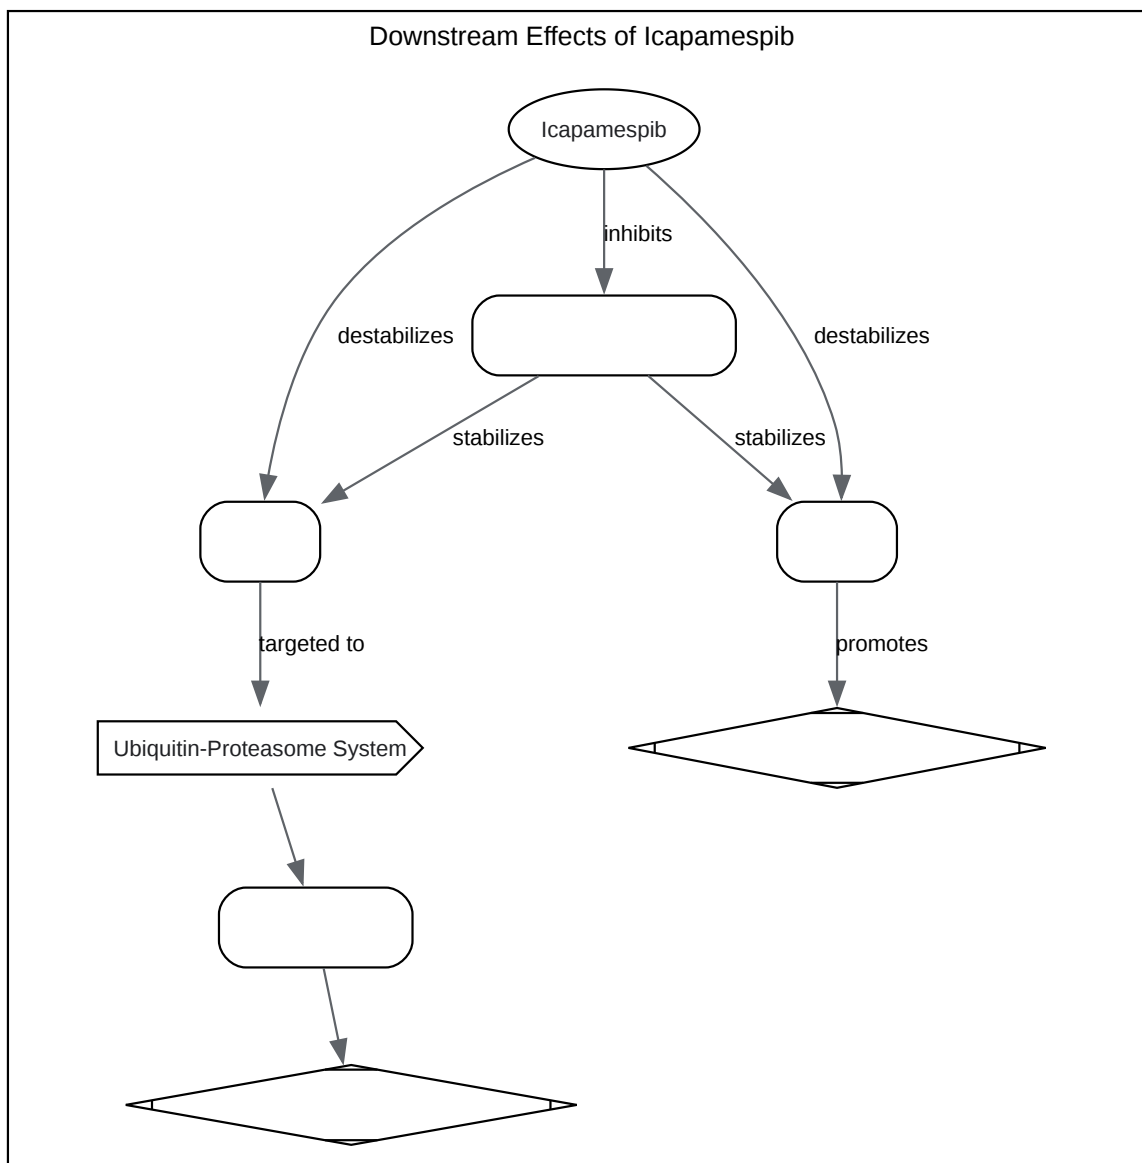 Downstream Effects of Icapamespib
Icapamespib
inhibits
destabilizes
destabilizes
stabilizes
stabilizes
targeted to
promotes
Ubiquitin-Proteasome System